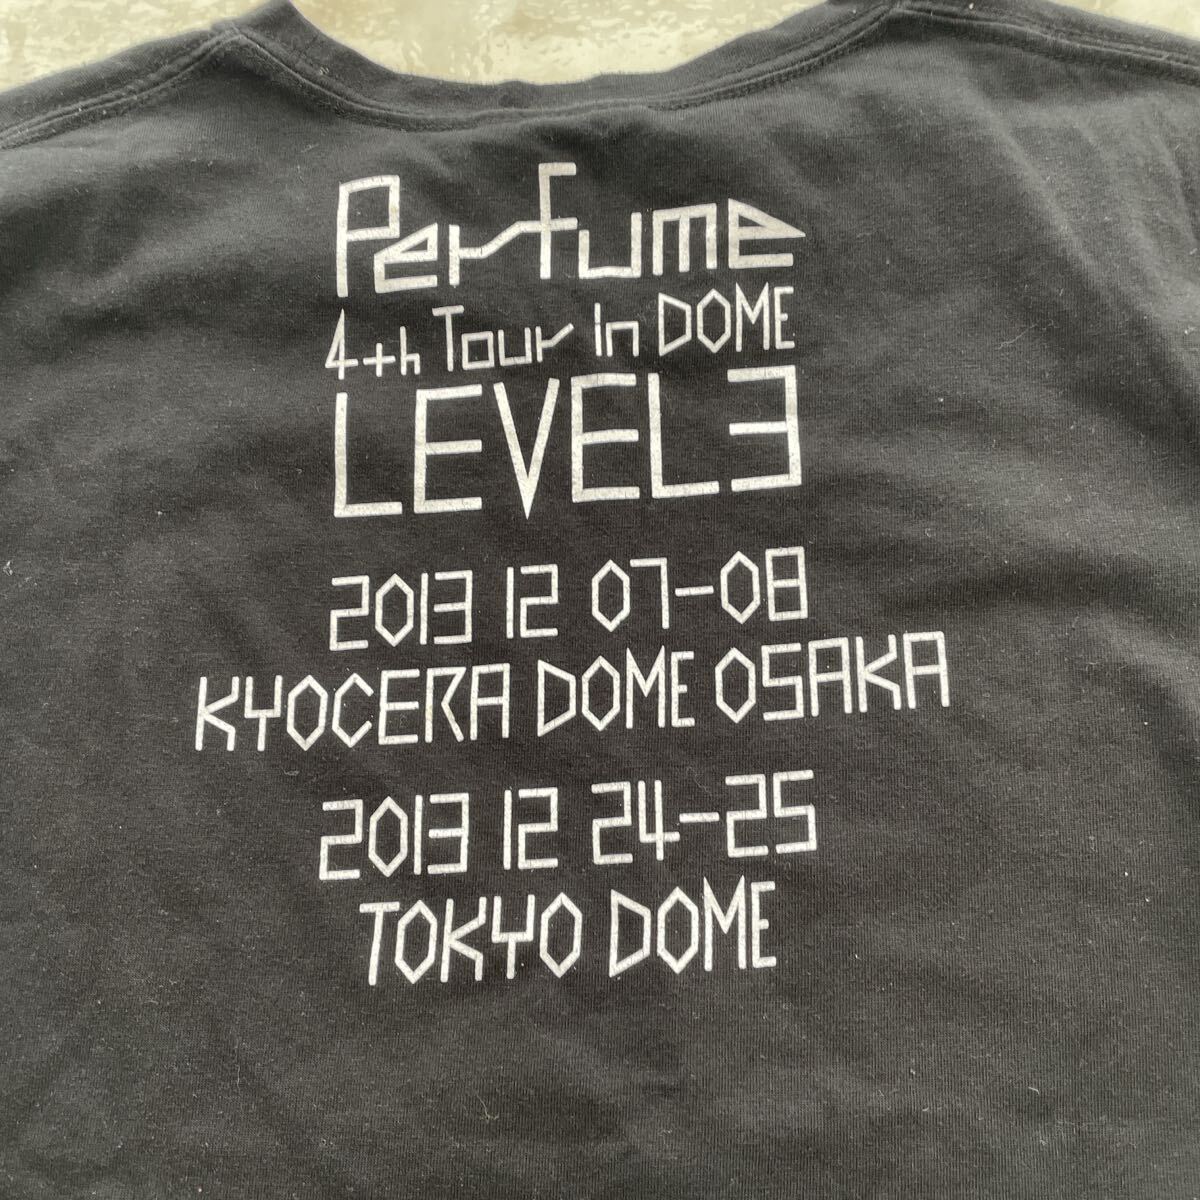 Perfume
4th Tour in DOME
LEVEL3
2013 12 07-08
KYOCERA DOME OSAKA
2013 12 24-25
TOKYO DOME